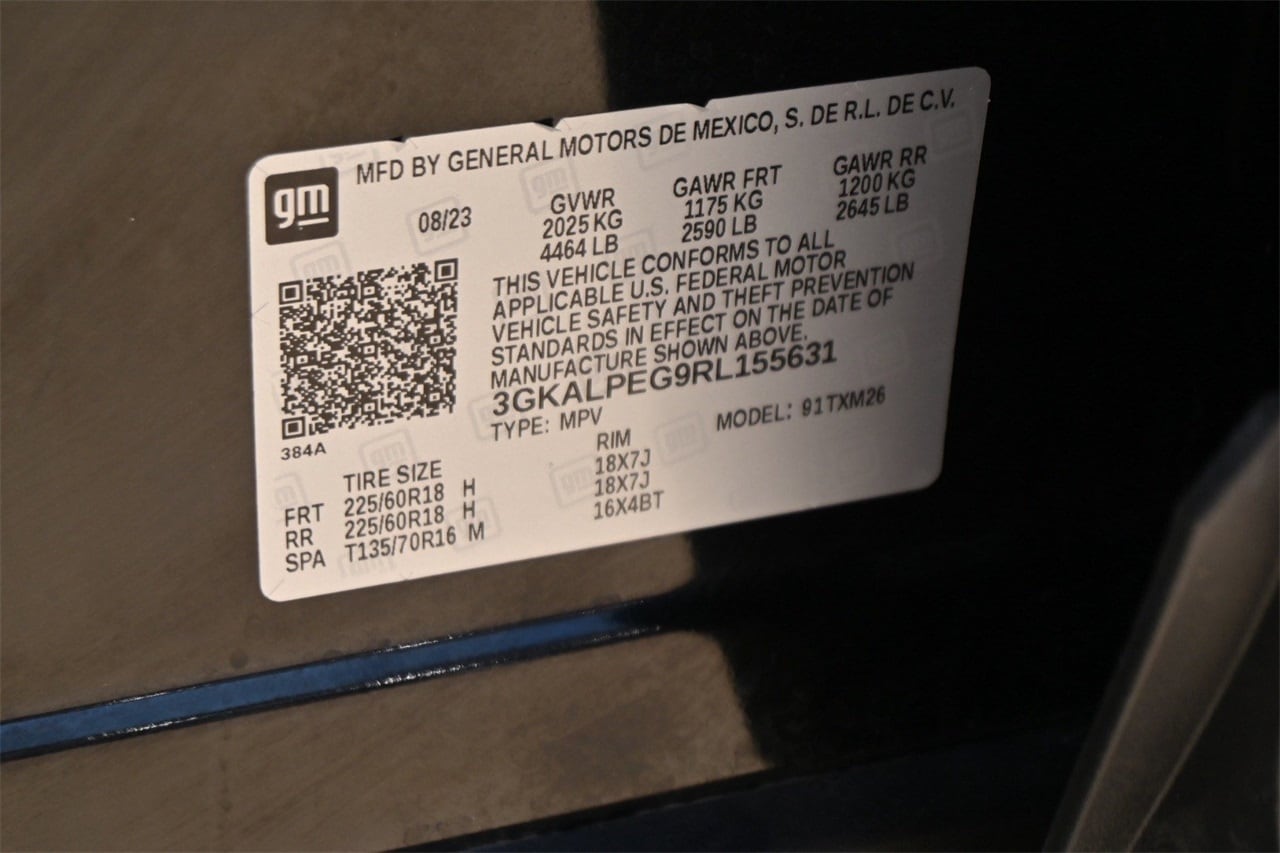 MFD BY GENERAL MOTORS DE MEXICO, S. DE R.L. DE C.V.
gm
08/23 GVWR GAWR FRT GAWR RR
2025 KG 1175 KG 1200 KG
4464 LB 2590 LB 2645 LB
THIS VEHICLE CONFORMS TO ALL
APPLICABLE U.S. FEDERAL MOTOR
VEHICLE SAFETY AND THEFT PREVENTION
STANDARDS IN EFFECT ON THE DATE OF
MANUFACTURE SHOWN ABOVE.
3GKALPEG9RL155631
TYPE: MPV MODEL: 91TXM26
384A
TIRE SIZE RIM
FRT 225/60R18 H 18X7J
RR 225/60R18 H 18X7J
SPA T135/70R16 M 16X4BT